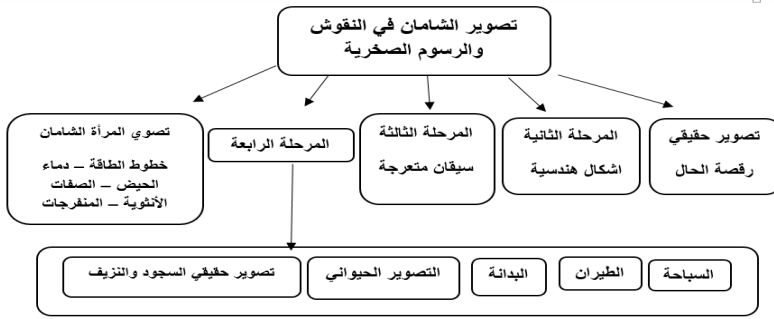 تصوير الشامان في النقوش
والرسوم الصخرية
تصوير حقيقي
رقصة الحال
المرحلة الثانية
اشكال هندسية
المرحلة الثالثة
سيقان متعرجة
المرحلة الرابعة
تصوي المرأة الشامان
خطوط الطاقة – دماء
الحيض – الصفات
الأنثوية – المنفرجات
السباحة
الطيران
البدانة
التصوير الحيواني
تصوير حقيقي السجود والنزيف